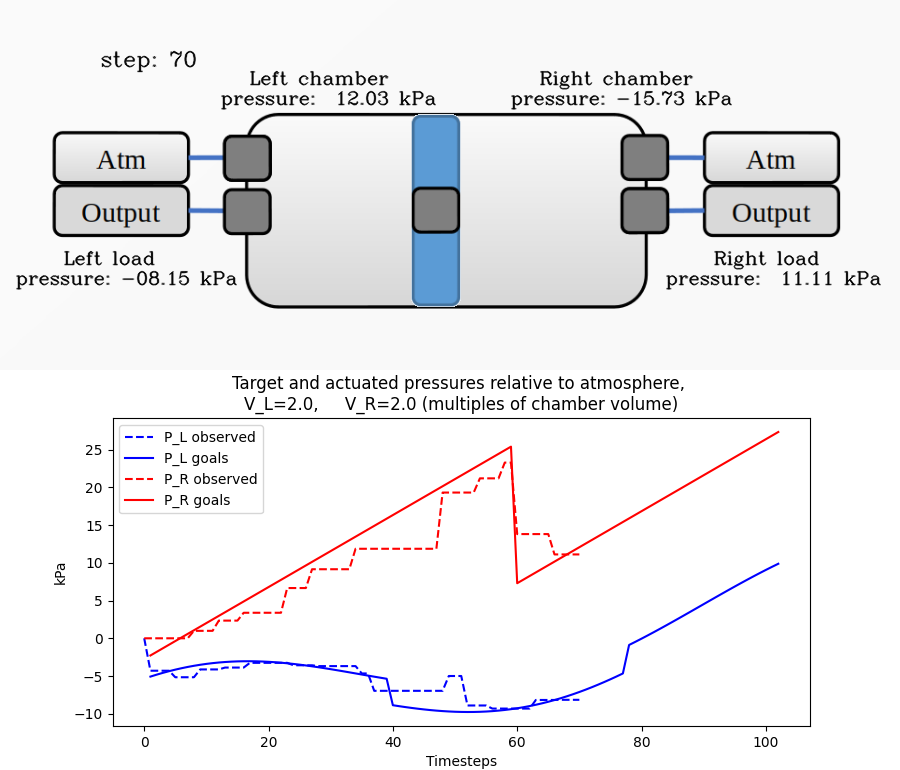 step: 70
Left chamber
pressure:  12.03 kPa
Right chamber
pressure: −15.73 kPa
Atm
Output
Atm
Output
Left load
pressure: −08.15 kPa
Right load
pressure:  11.11 kPa
Target and actuated pressures relative to atmosphere,
V_L=2.0,     V_R=2.0 (multiples of chamber volume)
P_L observed
P_L goals
P_R observed
P_R goals
25
20
15
10
5
0
−5
−10
kPa
0 20 40 60 80 100
Timesteps